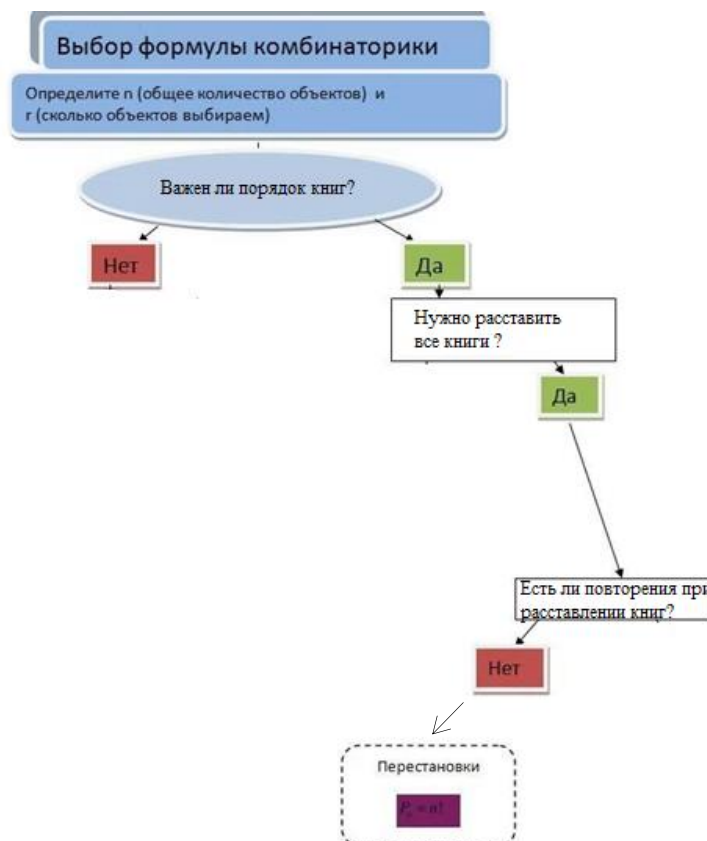 Выбор формулы комбинаторики
Определите n (общее количество объектов) и
r (сколько объектов выбираем)
Важен ли порядок книг?
Нет
Да
Нужно расставить
все книги ?
Да
Есть ли повторения при
расставлении книг?
Нет
Перестановки
Pₙ = n!